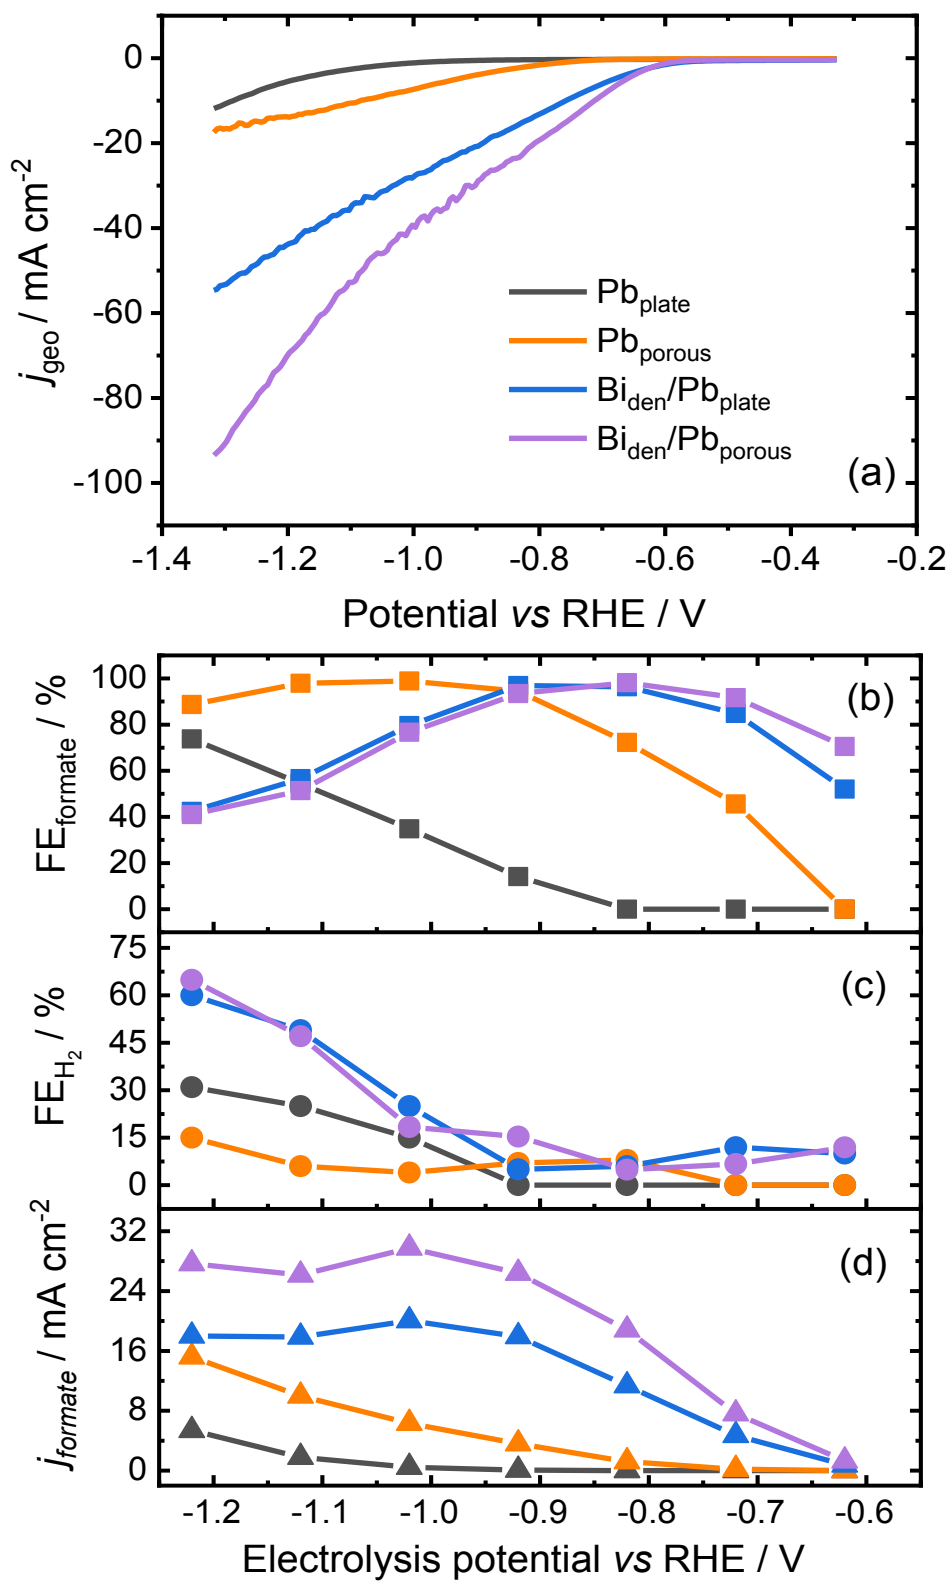 0
-20
-40
-60
-80
-100
j_geo / mA cm^-2
Pb_plate
Pb_porous
Bi_den/Pb_plate
Bi_den/Pb_porous
(a)
-1.4 -1.2 -1.0 -0.8 -0.6 -0.4 -0.2
Potential vs RHE / V
100
80
60
40
20
0
FE_formate / %
(b)
75
60
45
30
15
0
FE_H_2 / %
(c)
32
24
16
8
0
j_formate / mA cm^-2
(d)
-1.2 -1.1 -1.0 -0.9 -0.8 -0.7 -0.6
Electrolysis potential vs RHE / V